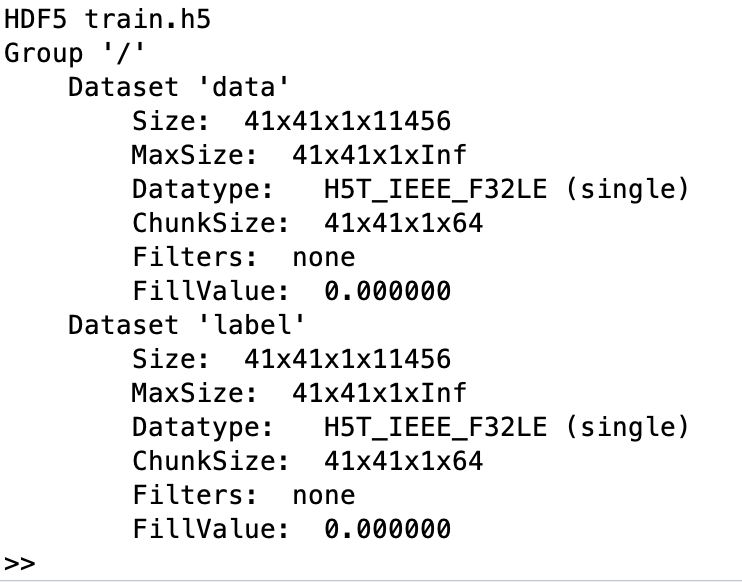 HDF5 train.h5
Group '/'
    Dataset 'data'
        Size:  41x41x1x11456
        MaxSize:  41x41x1xInf
        Datatype:   H5T_IEEE_F32LE (single)
        ChunkSize:  41x41x1x64
        Filters:  none
        FillValue:  0.000000
    Dataset 'label'
        Size:  41x41x1x11456
        MaxSize:  41x41x1xInf
        Datatype:   H5T_IEEE_F32LE (single)
        ChunkSize:  41x41x1x64
        Filters:  none
        FillValue:  0.000000
>>